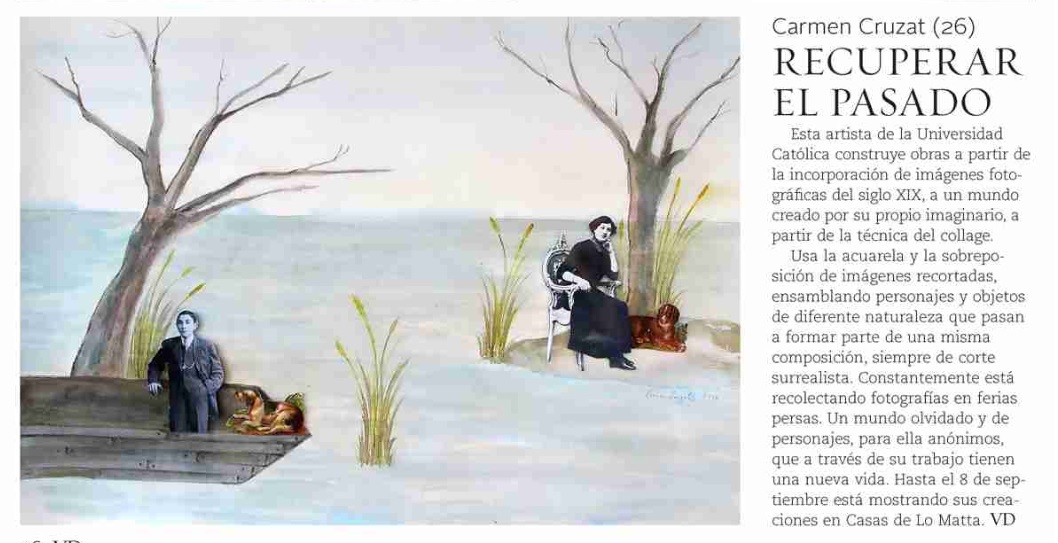 Carmen Cruzat (26)
RECUPERAR
EL PASADO
Esta artista de la Universidad
Católica construye obras a partir de
la incorporación de imágenes foto-
gráficas del siglo XIX, a un mundo
creado por su propio imaginario, a
partir de la técnica del collage.
Usa la acuarela y la sobrepo-
sición de imágenes recortadas,
ensamblando personajes y objetos
de diferente naturaleza que pasan
a formar parte de una misma
composición, siempre de corte
surrealista. Constantemente está
recolectando fotografías en ferias
persas. Un mundo olvidado y de
personajes, para ella anónimos,
que a través de su trabajo tienen
una nueva vida. Hasta el 8 de sep-
tiembre está mostrando sus crea-
ciones en Casas de Lo Matta. VD